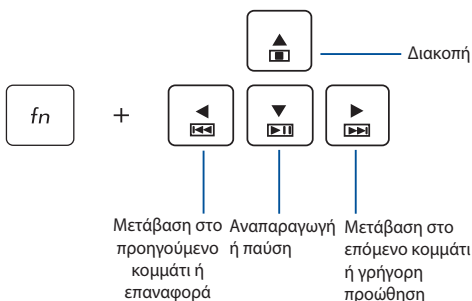 Διακοπή
fn +
Μετάβαση στο
προηγούμενο
κομμάτι ή
επαναφορά
Αναπαραγωγή
ή παύση
Μετάβαση στο
επόμενο κομμάτι
ή γρήγορη
προώθηση